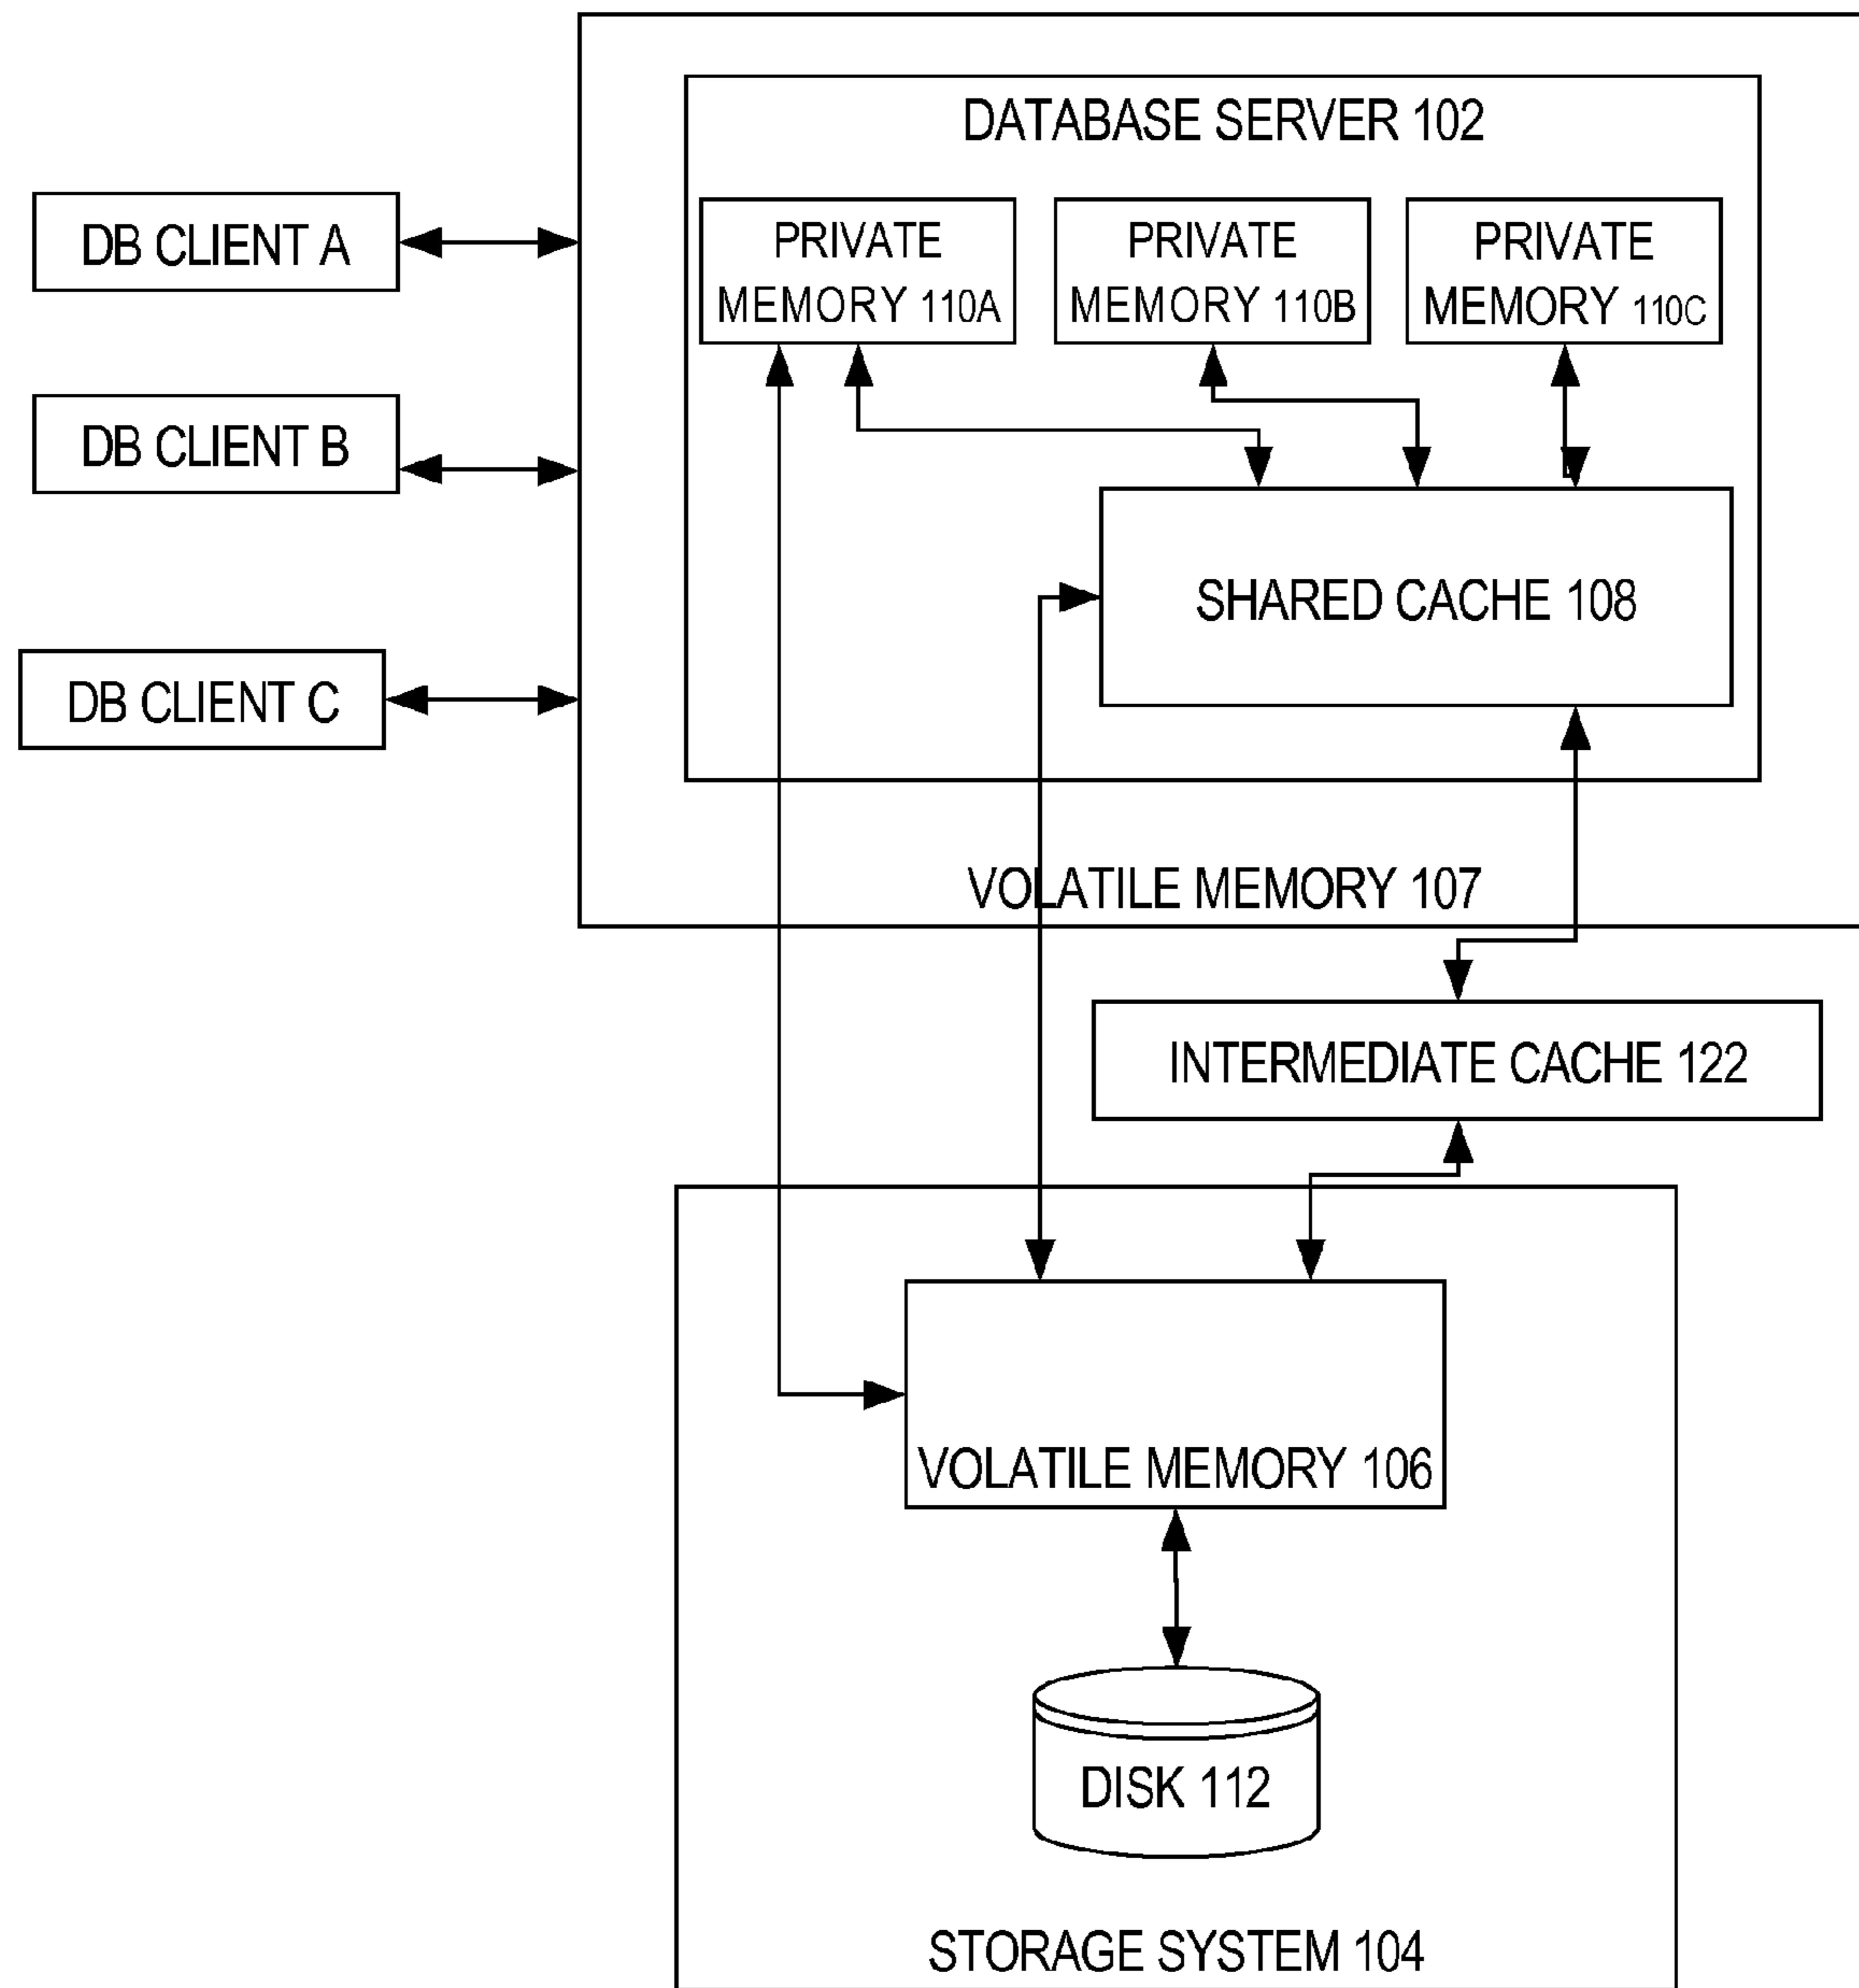 DATABASE SERVER 102
DB CLIENT A
PRIVATE
MEMORY 110A
PRIVATE
MEMORY 110B
PRIVATE
MEMORY 110C
DB CLIENT B
SHARED CACHE 108
DB CLIENT C
VOLATILE MEMORY 107
INTERMEDIATE CACHE 122
VOLATILE MEMORY 106
DISK 112
STORAGE SYSTEM 104